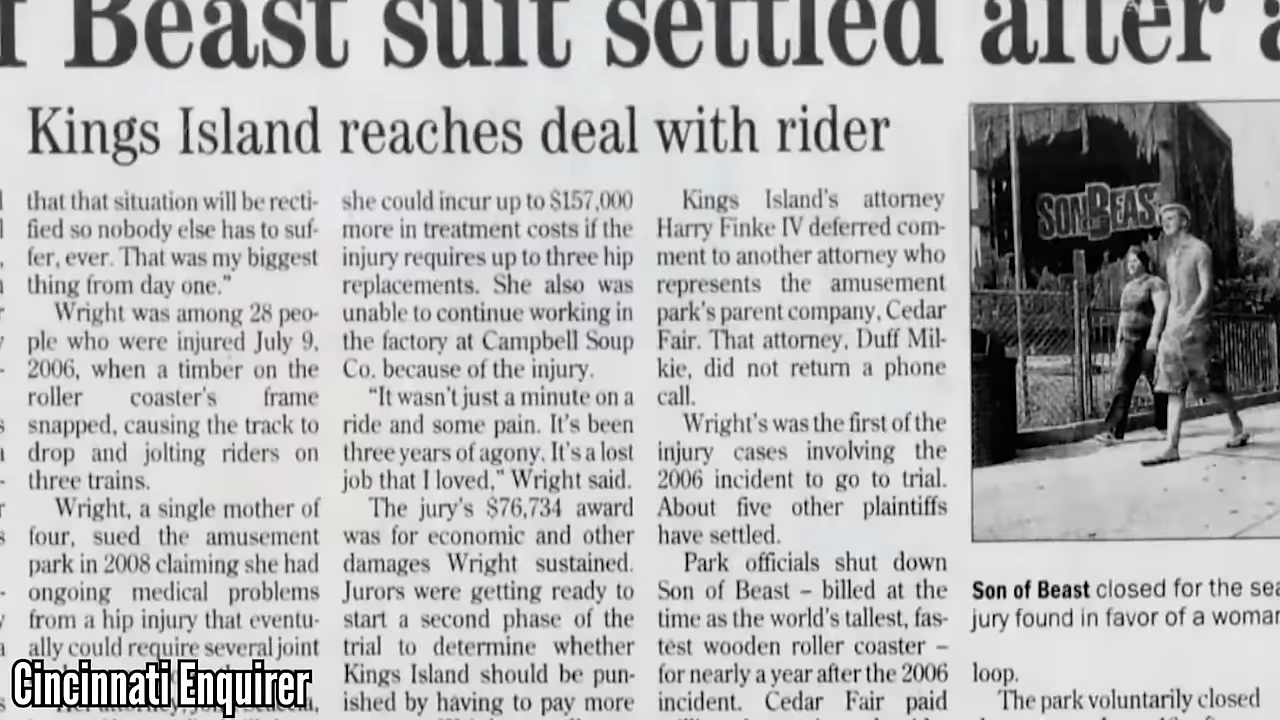 f Beast suit settled after a
Kings Island reaches deal with rider
that that situation will be recti-
fied so nobody else has to suf-
fer, ever. That was my biggest
thing from day one."
Wright was among 28 peo-
ple who were injured July 9,
2006, when a timber on the
roller coaster's frame
snapped, causing the track to
drop and jolting riders on
three trains.
Wright, a single mother of
four, sued the amusement
park in 2008 claiming she had
ongoing medical problems
from a hip injury that eventu-
ally could require several joint
she could incur up to $157,000
more in treatment costs if the
injury requires up to three hip
replacements. She also was
unable to continue working in
the factory at Campbell Soup
Co. because of the injury.
"It wasn't just a minute on a
ride and some pain. It's been
three years of agony. It's a lost
job that I loved," Wright said.
The jury's $76,734 award
was for economic and other
damages Wright sustained.
Jurors were getting ready to
start a second phase of the
trial to determine whether
Kings Island should be pun-
ished by having to pay more
Kings Island's attorney
Harry Finke IV deferred com-
ment to another attorney who
represents the amusement
park's parent company, Cedar
Fair. That attorney, Duff Mil-
kie, did not return a phone
call.
Wright's was the first of the
injury cases involving the
2006 incident to go to trial.
About five other plaintiffs
have settled.
Park officials shut down
Son of Beast – billed at the
time as the world's tallest, fas-
test wooden roller coaster –
for nearly a year after the 2006
incident. Cedar Fair paid
SON BEAS
Son of Beast closed for the sea
jury found in favor of a woman
loop.
The park voluntarily closed
Cincinnati Enquirer